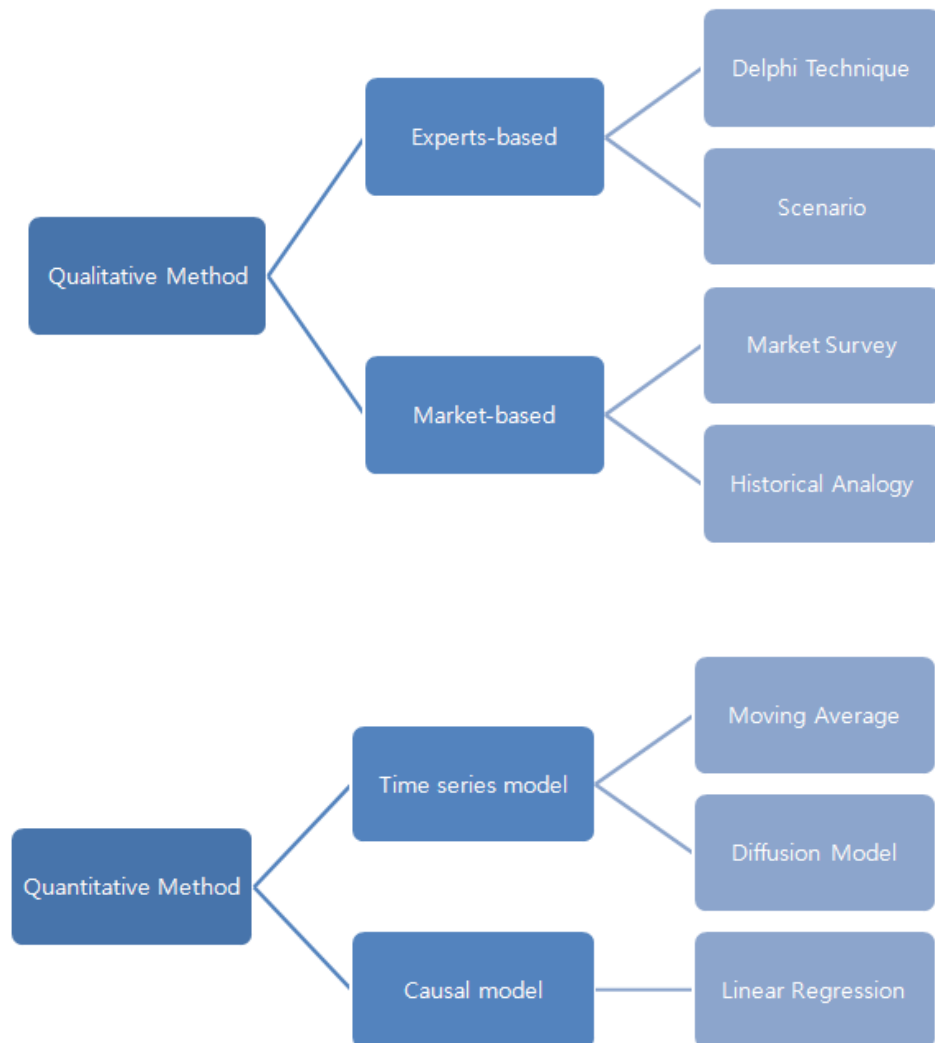 Delphi Technique
Experts-based
Scenario
Qualitative Method
Market Survey
Market-based
Historical Analogy
Moving Average
Time series model
Diffusion Model
Quantitative Method
Causal model
Linear Regression